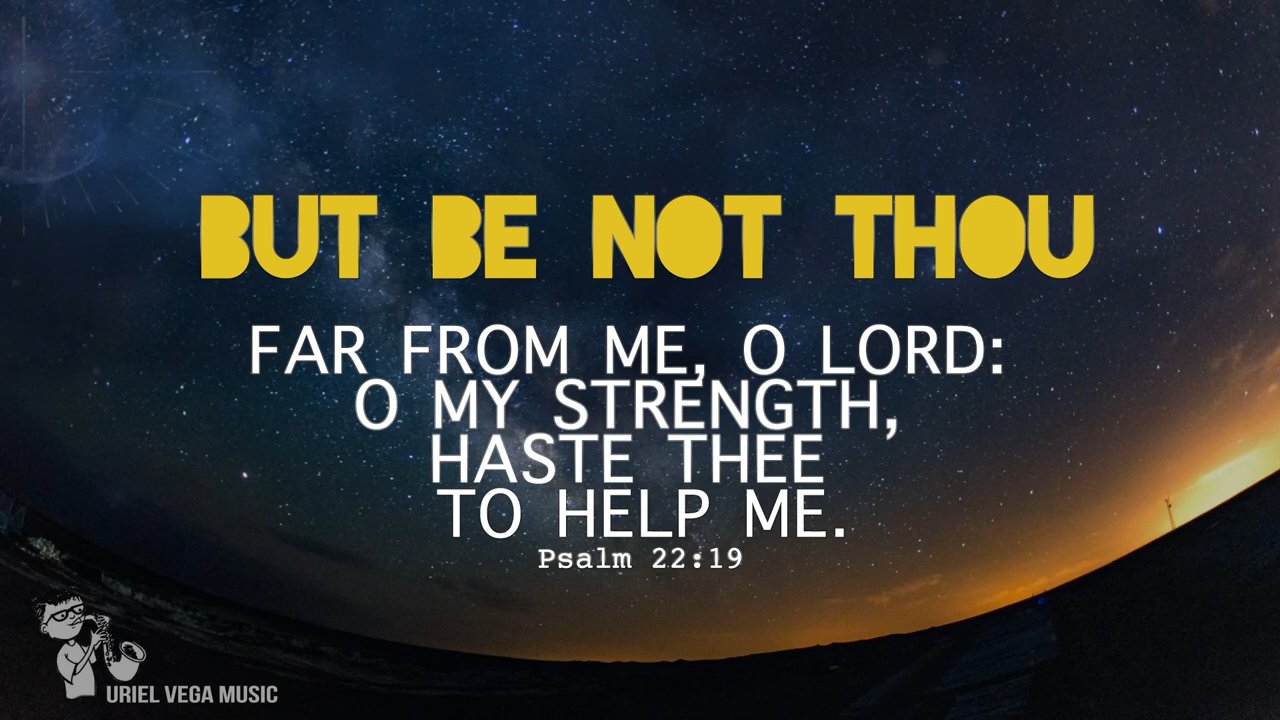 BUT BE NOT THOU
FAR FROM ME, O LORD:
O MY STRENGTH,
HASTE THEE
TO HELP ME.
Psalm 22:19
URIEL VEGA MUSIC